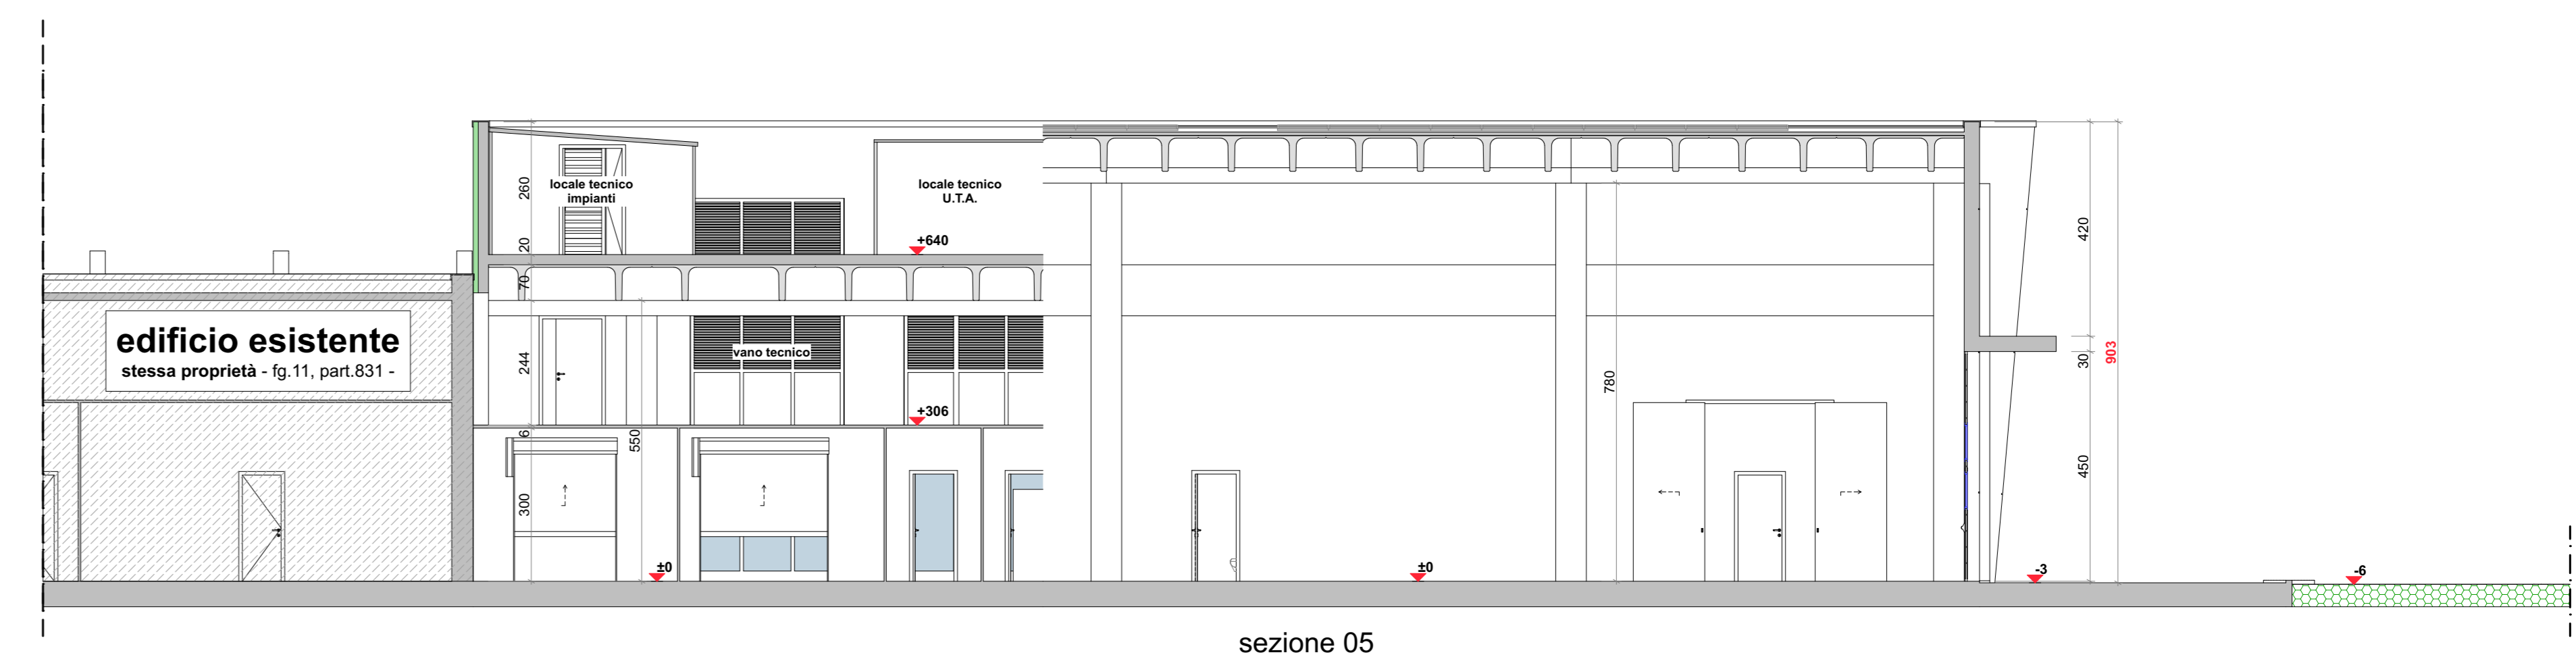 locale tecnico
impianti
locale tecnico
U.T.A.
260
20
70
244
6
300
550
+640
+306
±0
±0
-3
-6
780
420
30
450
903
edificio esistente
stessa proprietà - fg.11, part.831 -
vano tecnico
sezione 05